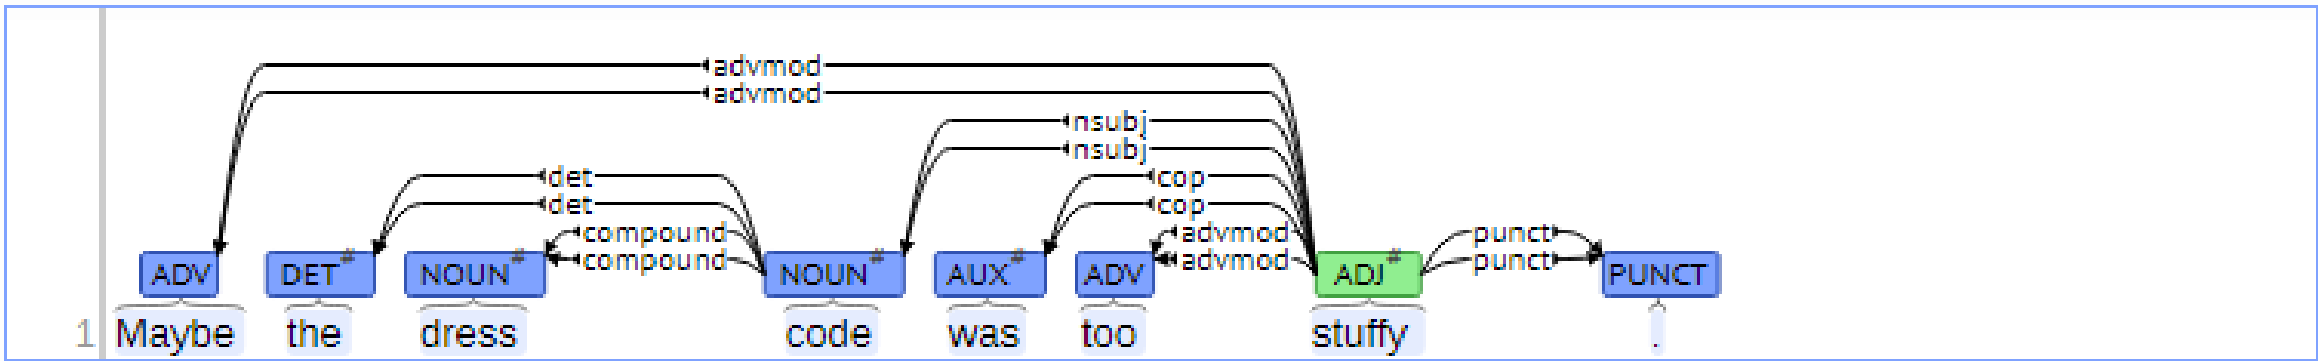 advmod
advmod
nsubj
nsubj
det cop
det cop
compound advmod punct
compound advmod punct
ADV DET# NOUN# NOUN# AUX# ADV ADJ# PUNCT
1 Maybe the dress code was too stuffy .